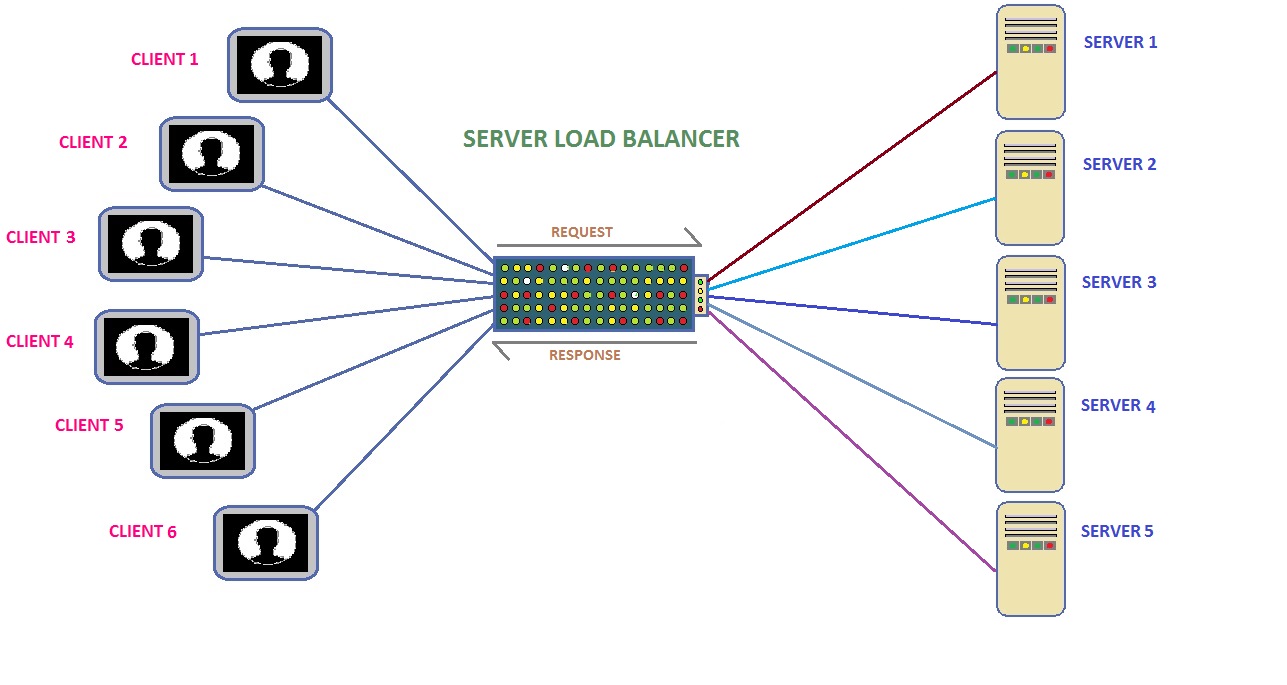 CLIENT 1
CLIENT 2
CLIENT 3
CLIENT 4
CLIENT 5
CLIENT 6
SERVER LOAD BALANCER
REQUEST
RESPONSE
SERVER 1
SERVER 2
SERVER 3
SERVER 4
SERVER 5